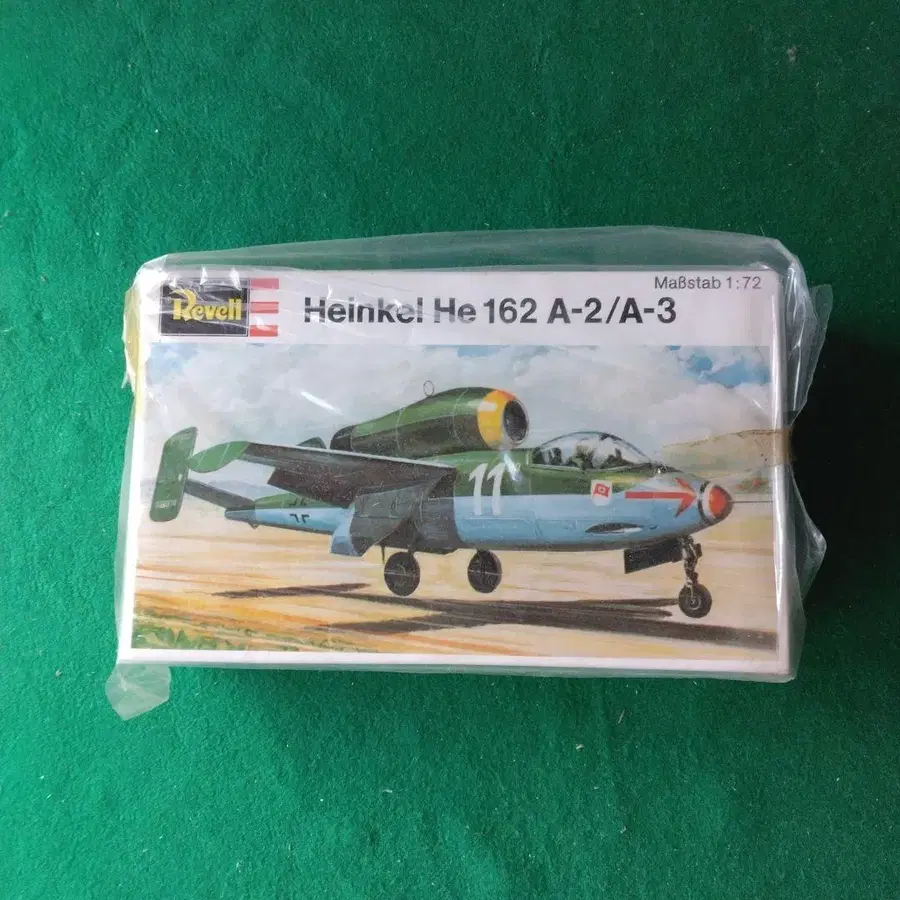 Maßstab 1:72
Revell
Heinkel He 162 A-2/A-3
11